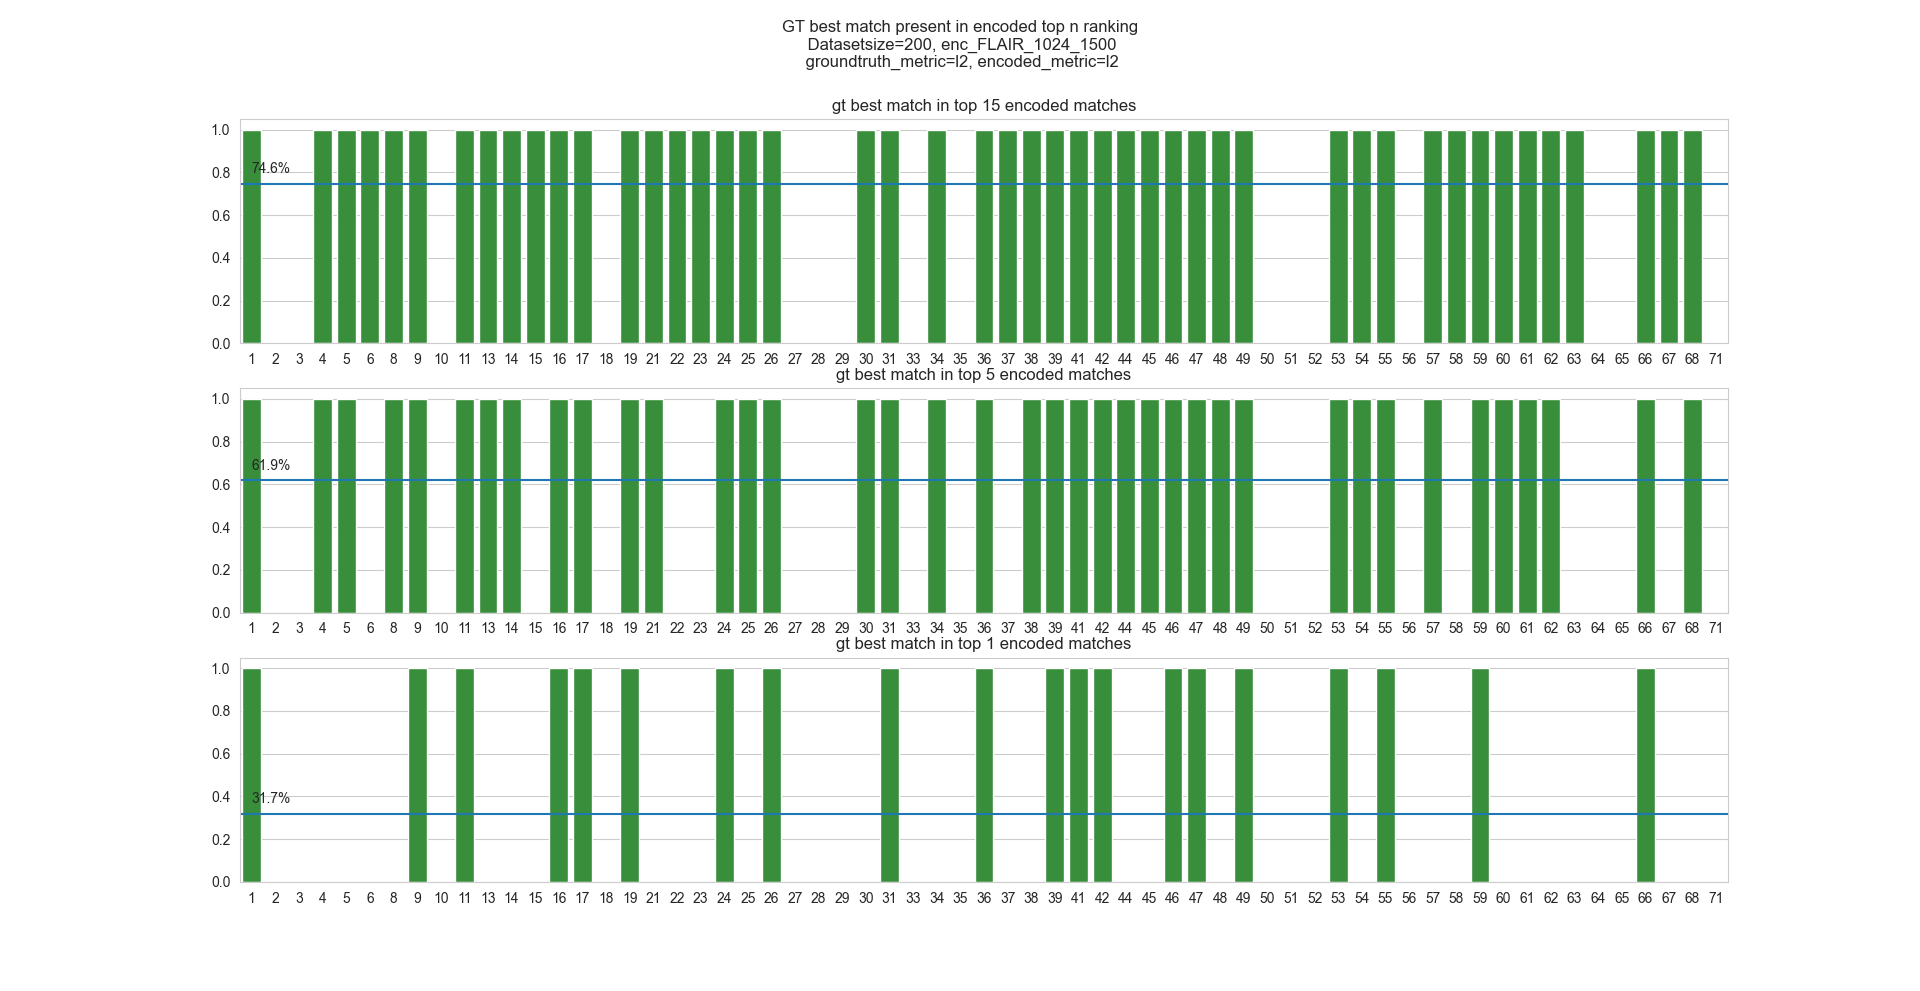 GT best match present in encoded top n ranking
Datasetsize=200, enc_FLAIR_1024_1500
groundtruth_metric=l2, encoded_metric=l2
gt best match in top 15 encoded matches
1.0
0.8
0.6
0.4
0.2
0.0
74.6%
1 2 3 4 5 6 8 9 10 11 13 14 15 16 17 18 19 21 22 23 24 25 26 27 28 29 30 31 33 34 35 36 37 38 39 41 42 44 45 46 47 48 49 50 51 52 53 54 55 56 57 58 59 60 61 62 63 64 65 66 67 68 71
gt best match in top 5 encoded matches
1.0
0.8
0.6
0.4
0.2
0.0
61.9%
1 2 3 4 5 6 8 9 10 11 13 14 15 16 17 18 19 21 22 23 24 25 26 27 28 29 30 31 33 34 35 36 37 38 39 41 42 44 45 46 47 48 49 50 51 52 53 54 55 56 57 58 59 60 61 62 63 64 65 66 67 68 71
gt best match in top 1 encoded matches
1.0
0.8
0.6
0.4
0.2
0.0
31.7%
1 2 3 4 5 6 8 9 10 11 13 14 15 16 17 18 19 21 22 23 24 25 26 27 28 29 30 31 33 34 35 36 37 38 39 41 42 44 45 46 47 48 49 50 51 52 53 54 55 56 57 58 59 60 61 62 63 64 65 66 67 68 71